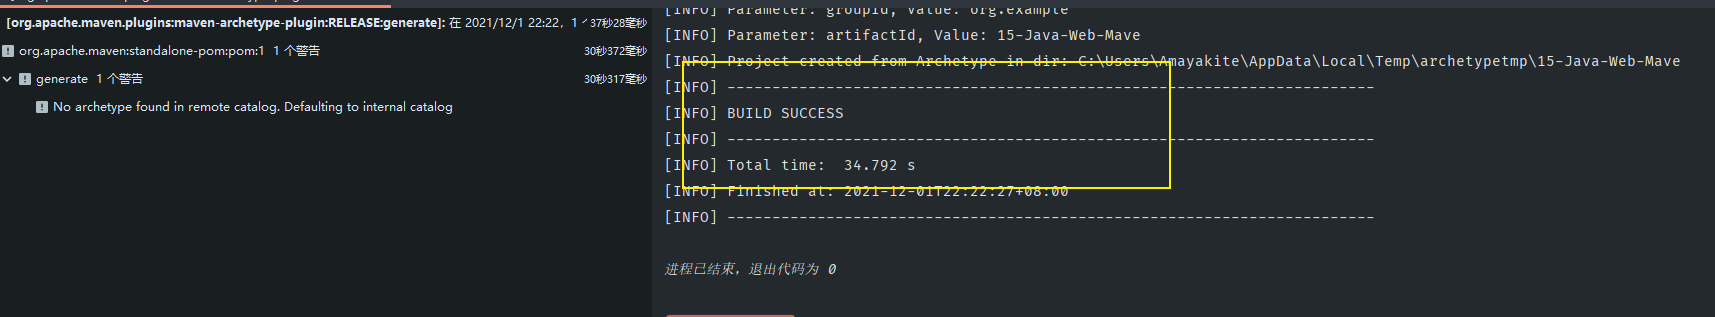 [org.apache.maven.plugins:maven-archetype-plugin:RELEASE:generate]: 在 2021/12/1 22:22，1 37秒28毫秒
org.apache.maven:standalone-pom:pom:1 1 个警告 30秒372毫秒
generate 1 个警告 30秒317毫秒
No archetype found in remote catalog. Defaulting to internal catalog
[INFO] Parameter: groupId, Value: org.example
[INFO] Parameter: artifactId, Value: 15-Java-Web-Mave
[INFO] Project created from Archetype in dir: C:\Users\Amayakite\AppData\Local\Temp\archetypetmp\15-Java-Web-Mave
[INFO] ------------------------------------------------------------------------
[INFO] BUILD SUCCESS
[INFO] ------------------------------------------------------------------------
[INFO] Total time:  34.792 s
[INFO] Finished at: 2021-12-01T22:22:27+08:00
[INFO] ------------------------------------------------------------------------
进程已结束，退出代码为 0